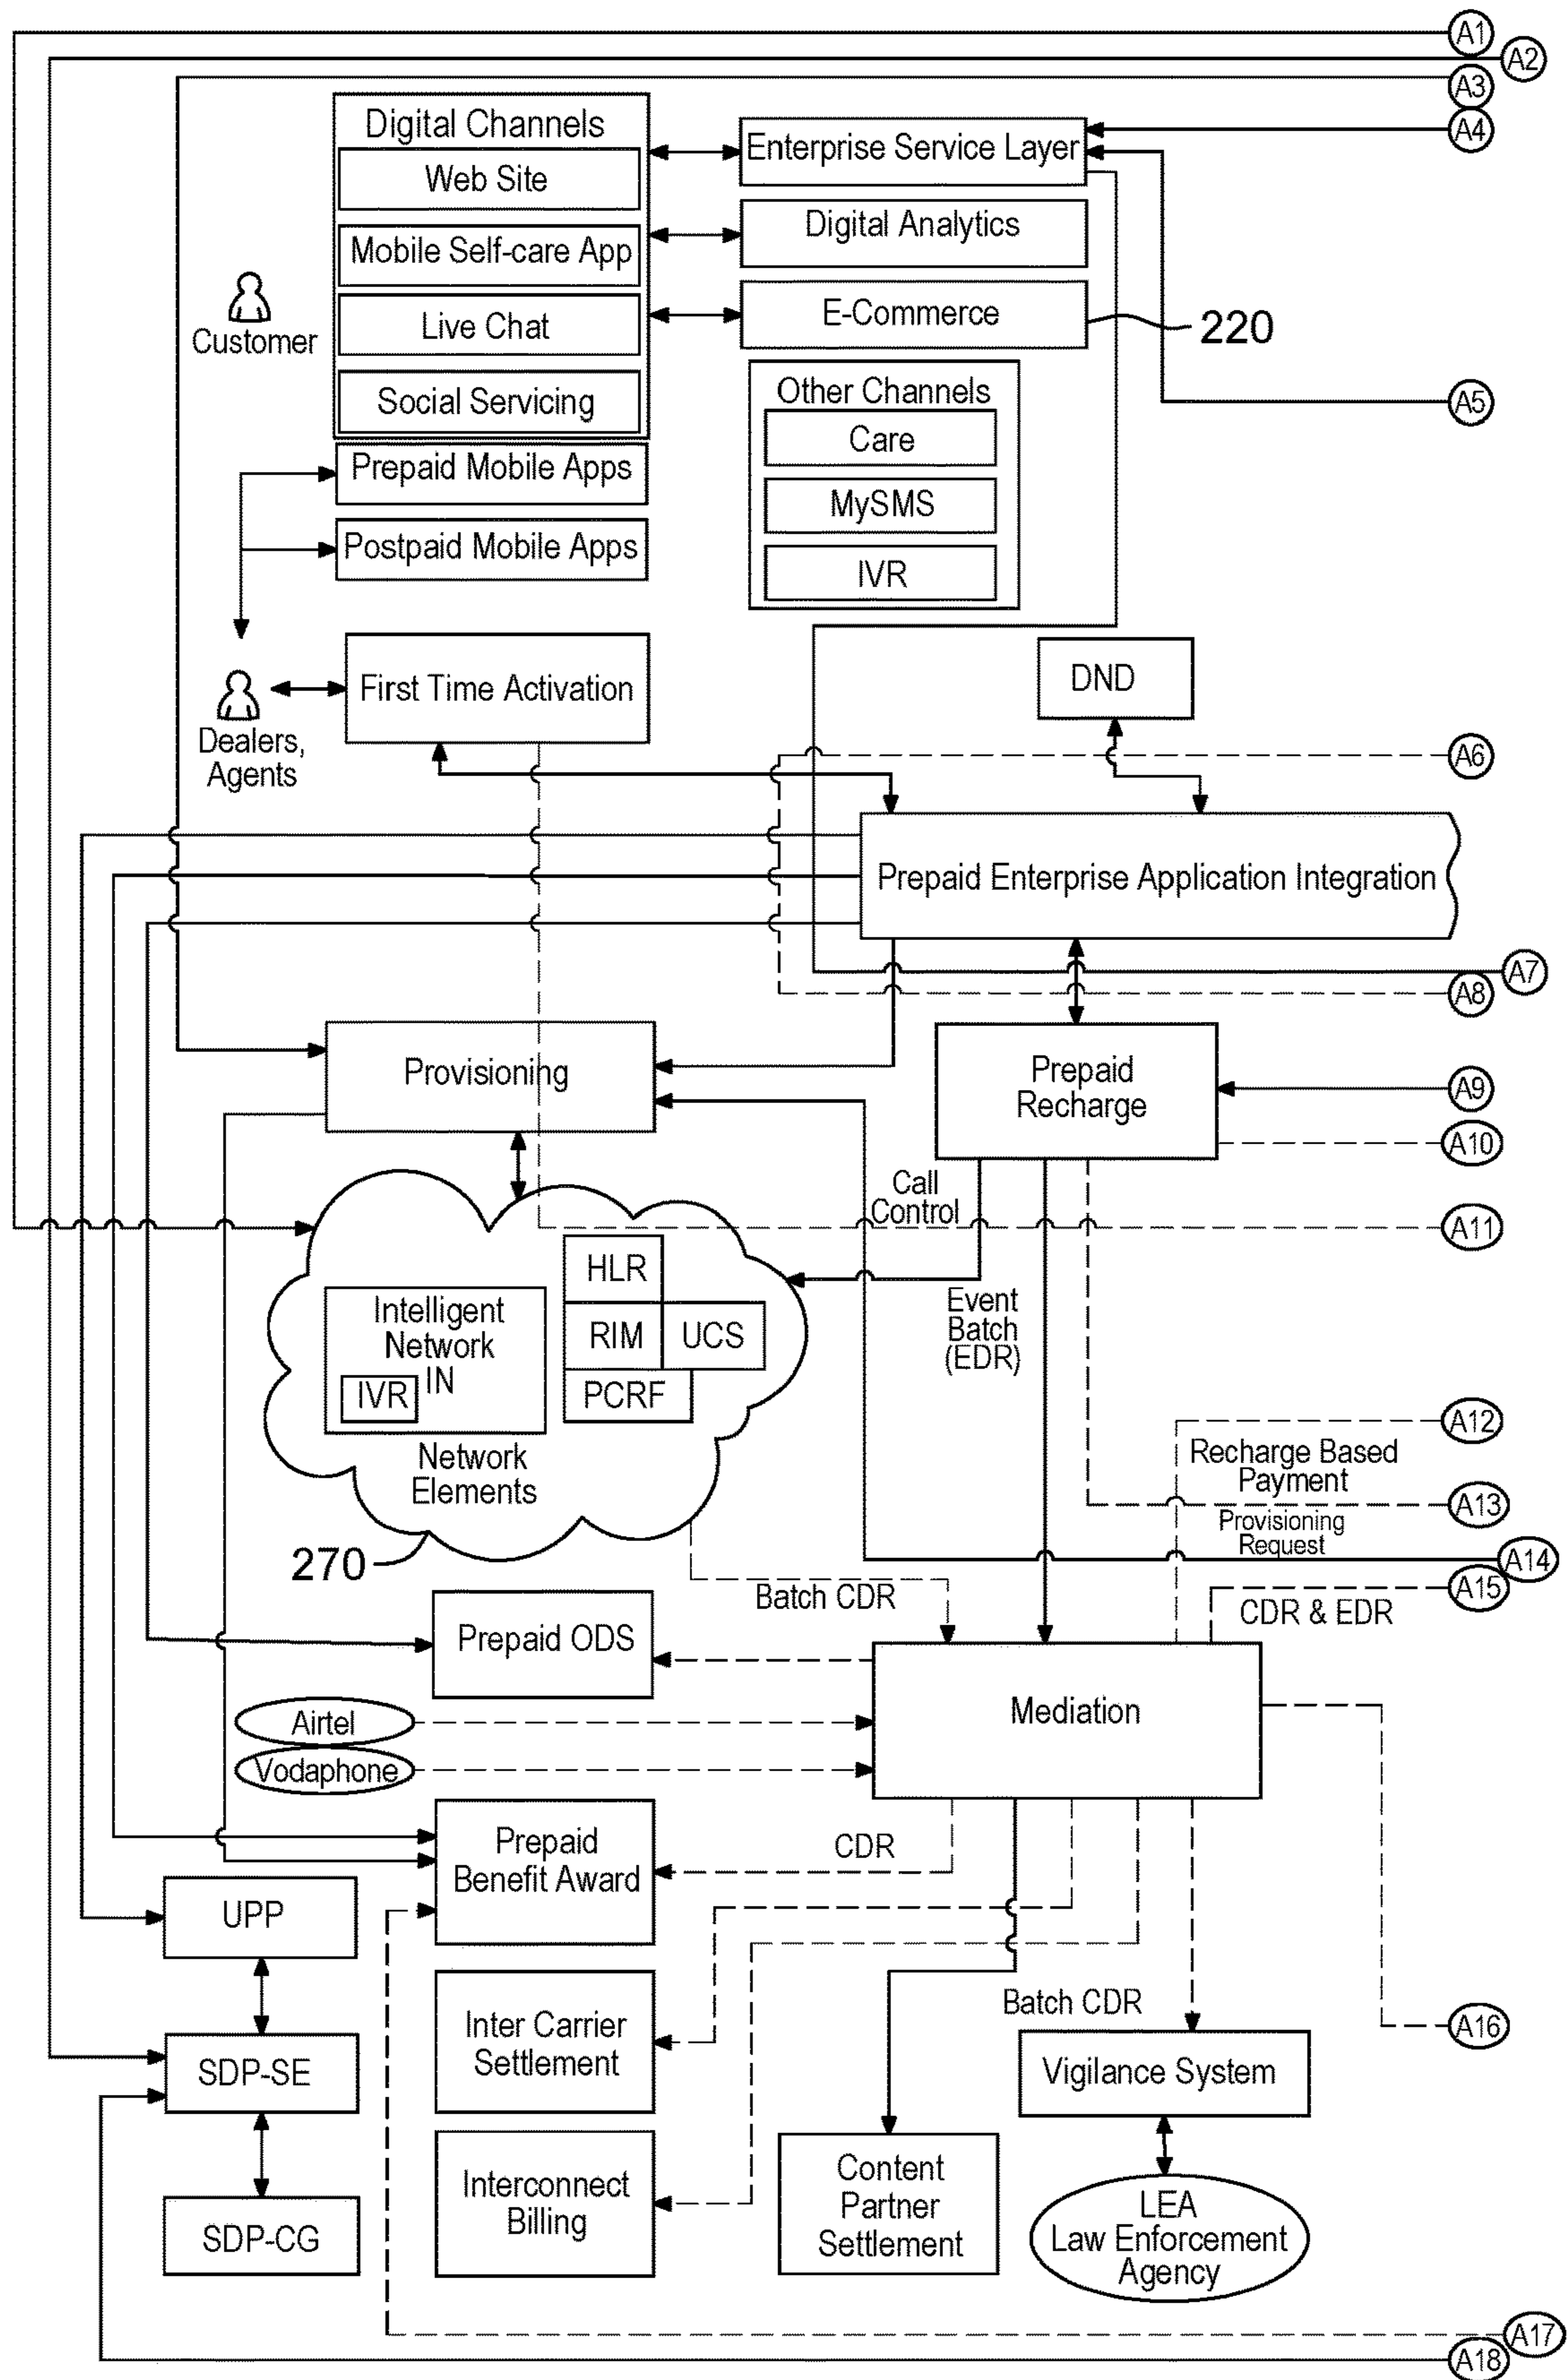 A1
A2
A3
A4
Digital Channels
Web Site
Mobile Self-care App
Live Chat
Social Servicing
Enterprise Service Layer
Digital Analytics
E-Commerce
220
Customer
Other Channels
Care
MySMS
IVR
A5
Prepaid Mobile Apps
Postpaid Mobile Apps
First Time Activation
Dealers,
Agents
DND
A6
Prepaid Enterprise Application Integration
A7
A8
Provisioning
Prepaid
Recharge
A9
A10
Call
Control
A11
HLR
RIM
UCS
PCRF
Intelligent
Network
IN
IVR
Network
Elements
270
Event
Batch
(EDR)
A12
Recharge Based
Payment
A13
Provisioning
Request
A14
A15
CDR & EDR
Batch CDR
Prepaid ODS
Mediation
Airtel
Vodaphone
Prepaid
Benefit Award
CDR
UPP
Inter Carrier
Settlement
Batch CDR
A16
SDP-SE
Vigilance System
Interconnect
Billing
Content
Partner
Settlement
LEA
Law Enforcement
Agency
SDP-CG
A17
A18